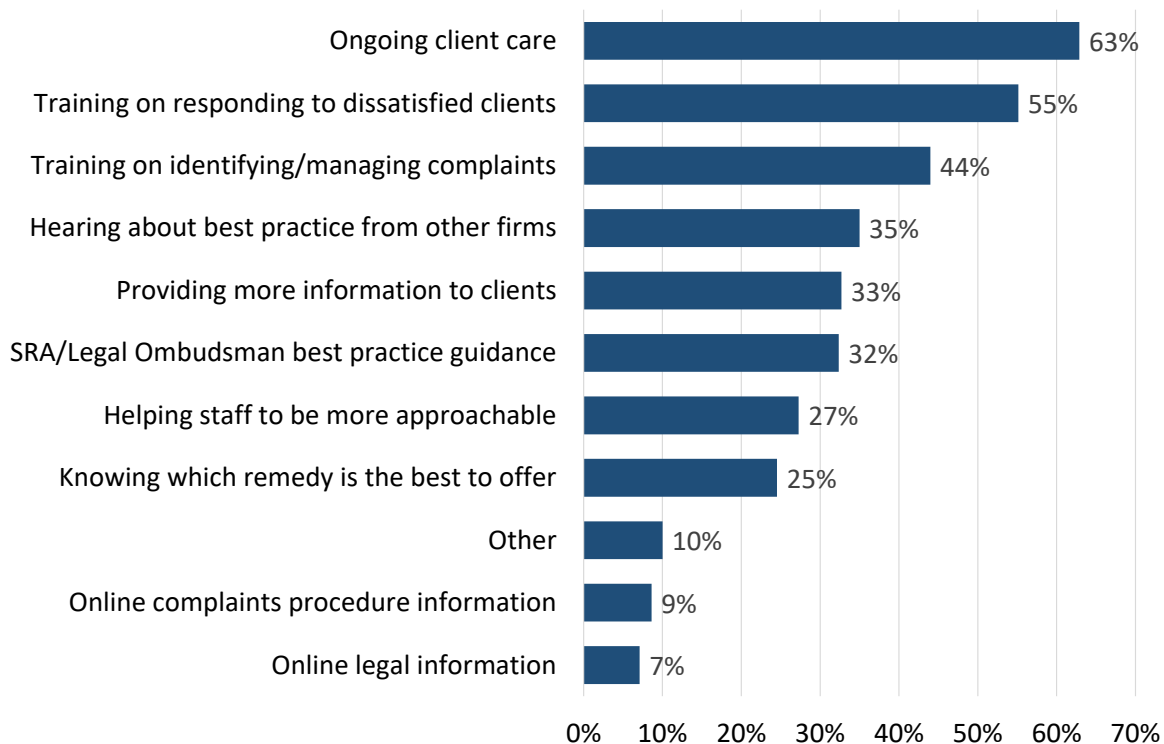 Ongoing client care 63%
Training on responding to dissatisfied clients 55%
Training on identifying/managing complaints 44%
Hearing about best practice from other firms 35%
Providing more information to clients 33%
SRA/Legal Ombudsman best practice guidance 32%
Helping staff to be more approachable 27%
Knowing which remedy is the best to offer 25%
Other 10%
Online complaints procedure information 9%
Online legal information 7%
0% 10% 20% 30% 40% 50% 60% 70%